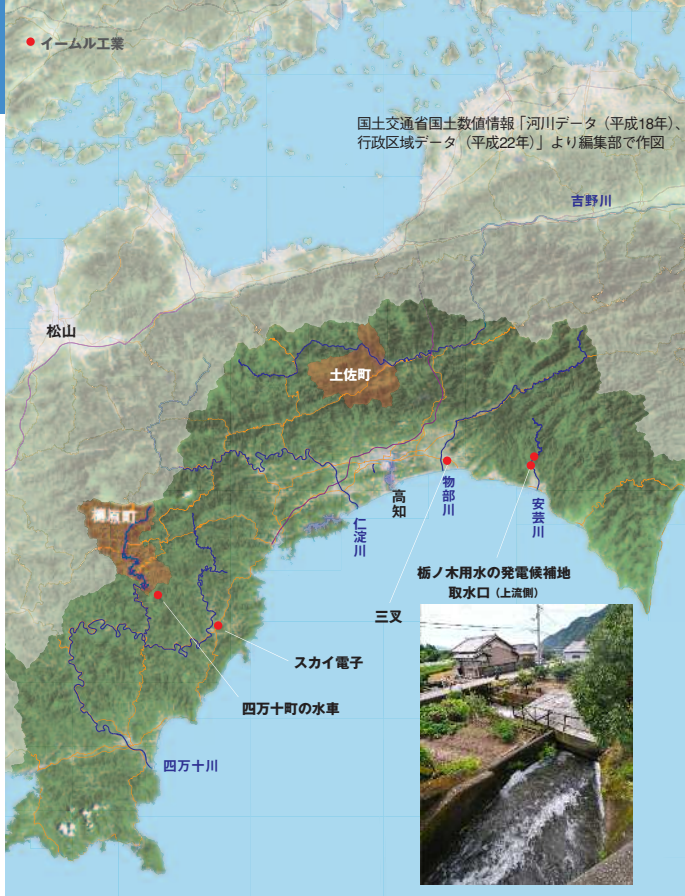 イームル工業
国土交通省国土数値情報「河川データ（平成18年）、
行政区域データ（平成22年）」より編集部で作図
吉野川
松山
土佐町
梼原町
高知
物部川
仁淀川
安芸川
栃ノ木用水の発電候補地
取水口（上流側）
三叉
スカイ電子
四万十町の水車
四万十川